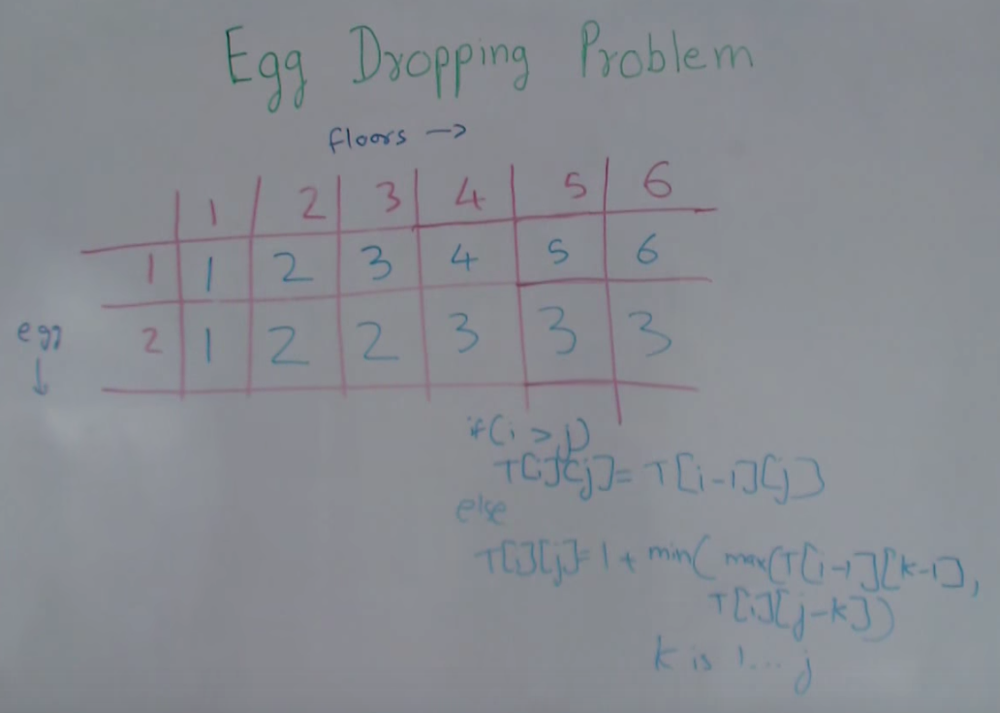 Egg Dropping Problem
floors →
1 2 3 4 5 6
1 1 2 3 4 5 6
egg ↓ 2 1 2 2 3 3 3
if(i > j)
T[i][j] = T[i-1][j]
else
T[i][j] = 1 + min( max(T[i-1][k-1],
T[i][j-k])
k is 1...j